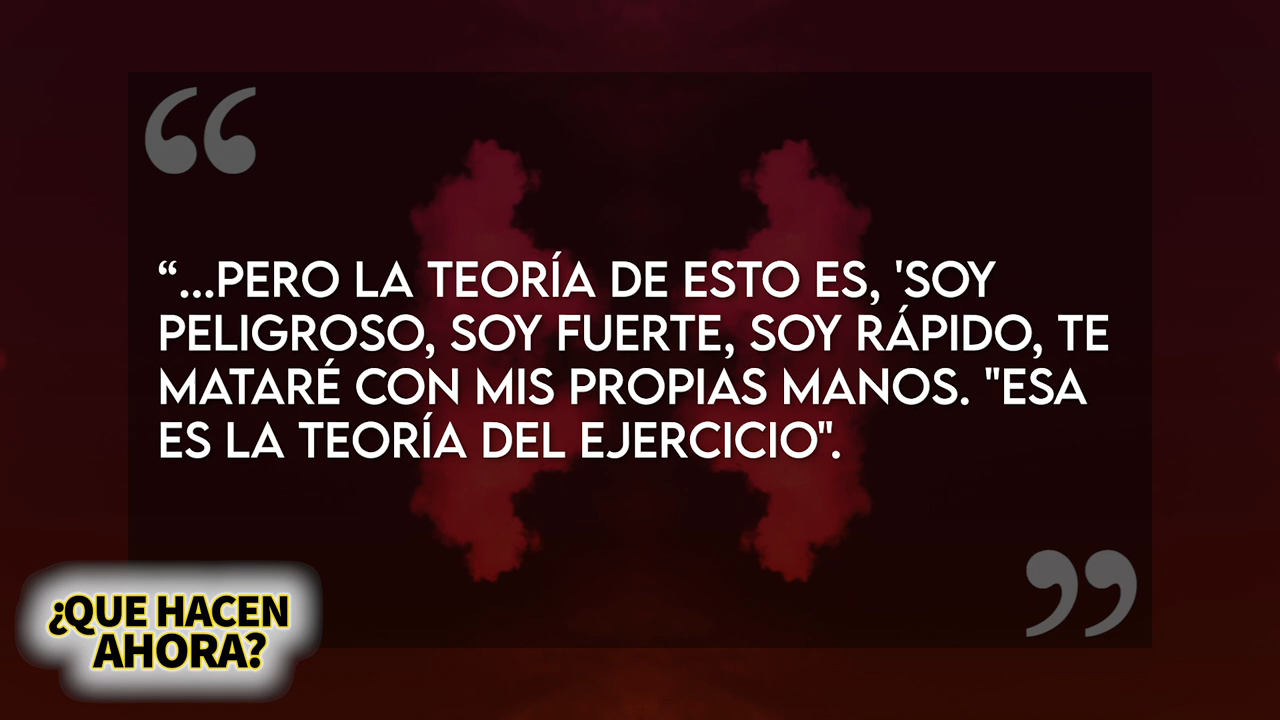 “...PERO LA TEORÍA DE ESTO ES, 'SOY
PELIGROSO, SOY FUERTE, SOY RÁPIDO, TE
MATARÉ CON MIS PROPIAS MANOS. "ESA
ES LA TEORÍA DEL EJERCICIO".
¿QUE HACEN
AHORA?